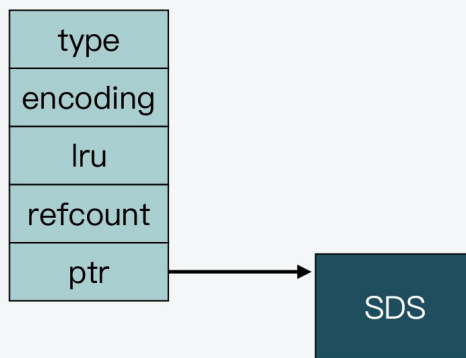 type
encoding
lru
refcount
ptr
SDS